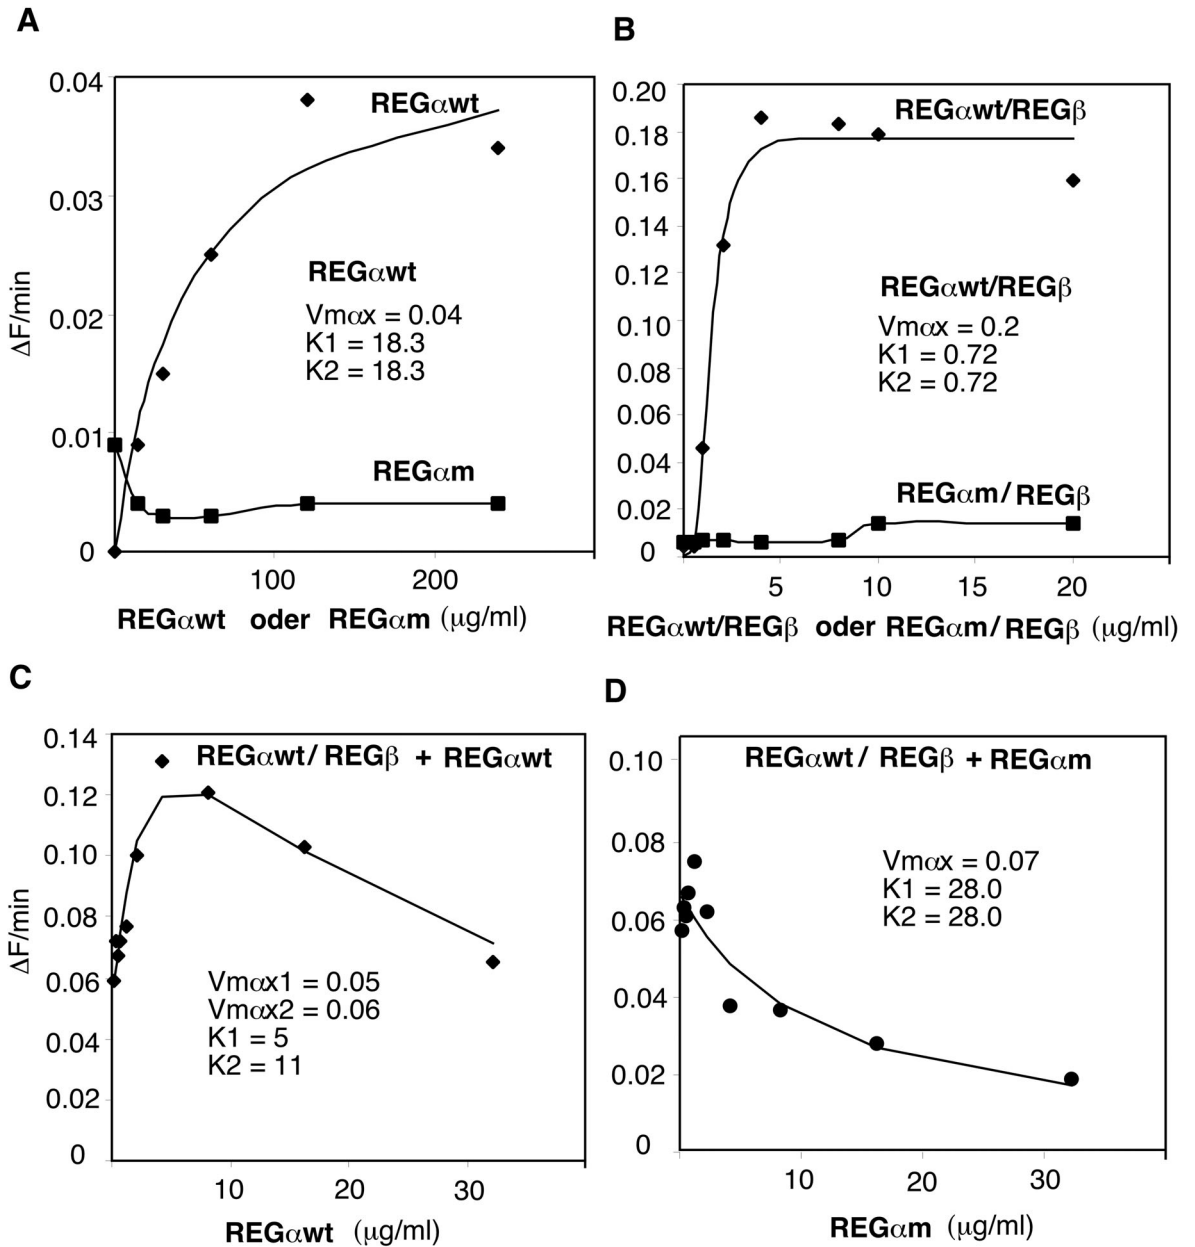 A
0.04
0.03
0.02
0.01
0
ΔF/min
REGαwt
REGαwt
Vmαx = 0.04
K1 = 18.3
K2 = 18.3
REGαm
100
200
REGαwt oder REGαm (μg/ml)
B
0.20
0.18
0.16
0.14
0.12
0.10
0.08
0.06
0.04
0.02
0
REGαwt/REGβ
REGαwt/REGβ
Vmαx = 0.2
K1 = 0.72
K2 = 0.72
REGαm/REGβ
5
10
15
20
REGαwt/REGβ oder REGαm/REGβ (μg/ml)
C
0.14
0.12
0.10
0.08
0.06
0.04
0.02
0
ΔF/min
REGαwt/ REGβ + REGαwt
Vmαx1 = 0.05
Vmαx2 = 0.06
K1 = 5
K2 = 11
10
20
30
REGαwt (μg/ml)
D
0.10
0.08
0.06
0.04
0.02
0
REGαwt/ REGβ + REGαm
Vmαx = 0.07
K1 = 28.0
K2 = 28.0
10
20
30
REGαm (μg/ml)